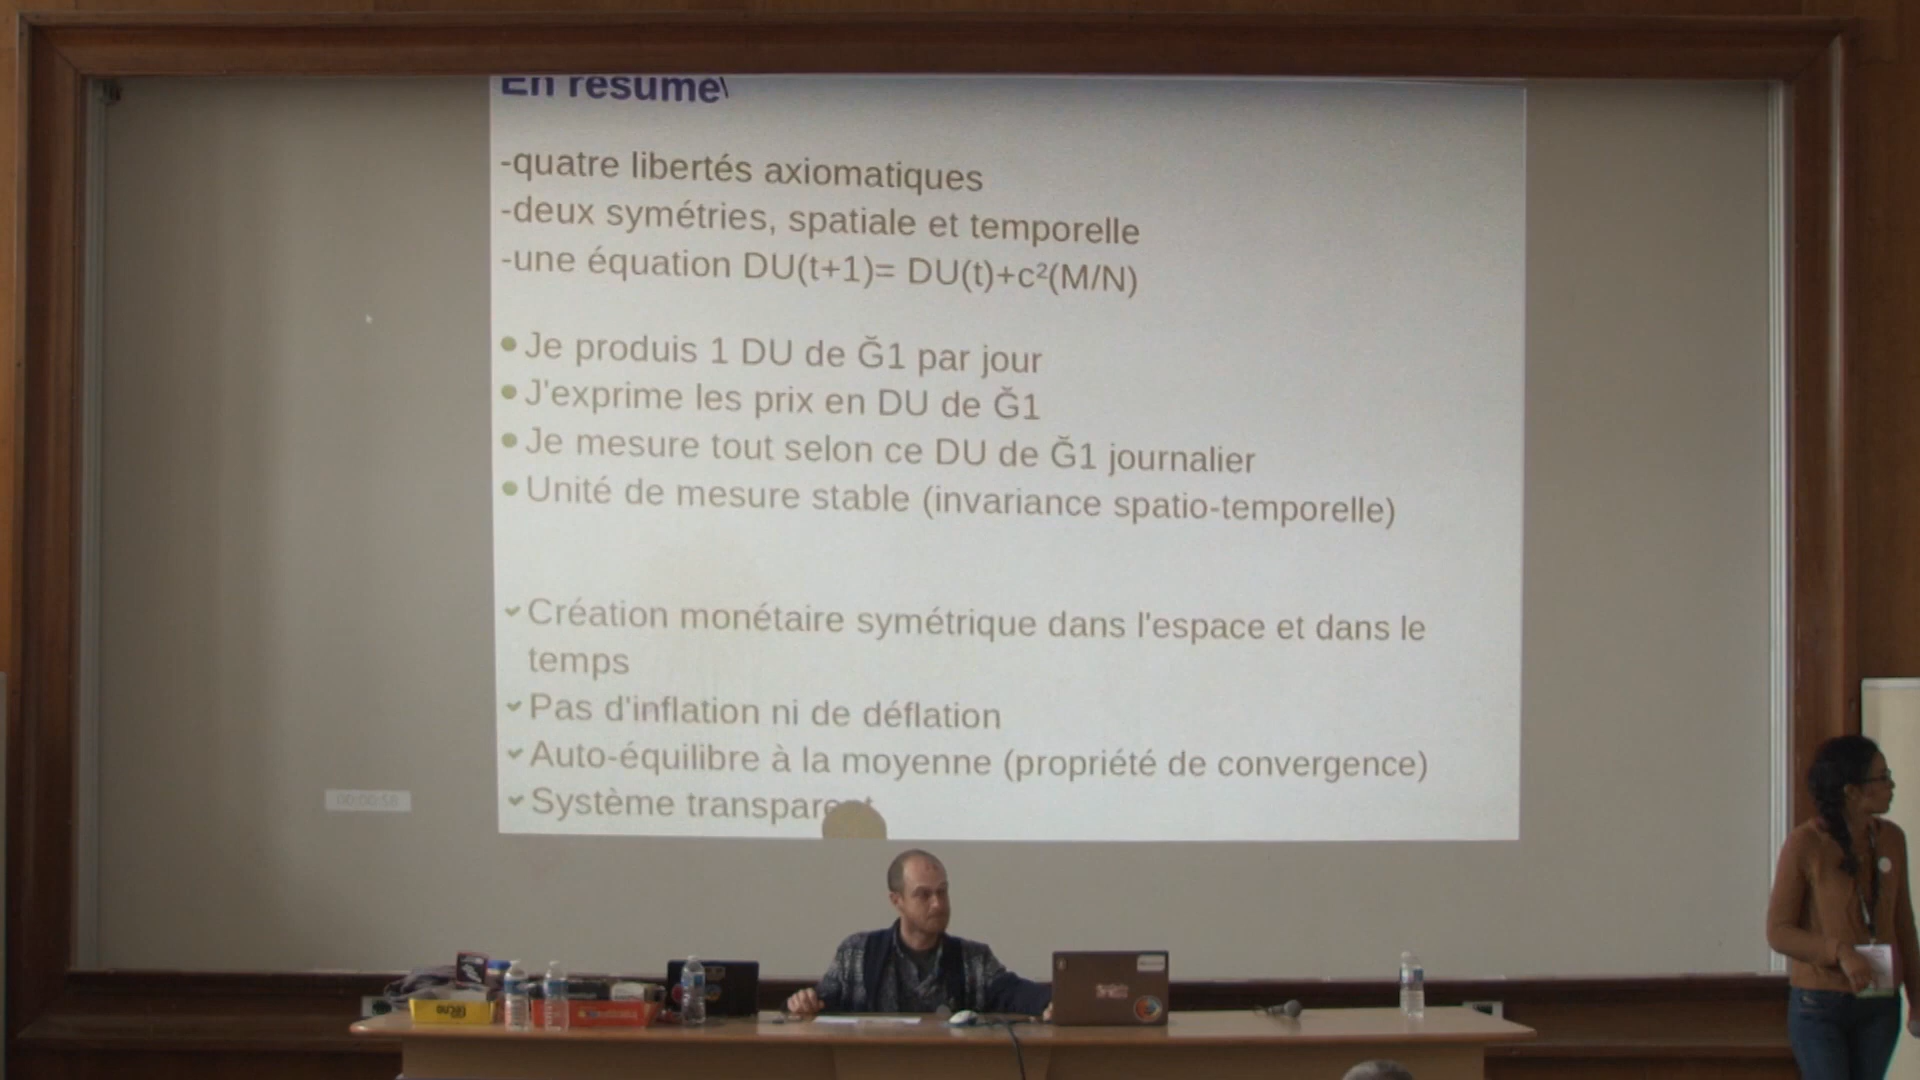 En résumé\
-quatre libertés axiomatiques
-deux symétries, spatiale et temporelle
-une équation DU(t+1)= DU(t)+c²(M/N)
Je produis 1 DU de Ğ1 par jour
J'exprime les prix en DU de Ğ1
Je mesure tout selon ce DU de Ğ1 journalier
Unité de mesure stable (invariance spatio-temporelle)
Création monétaire symétrique dans l'espace et dans le
temps
Pas d'inflation ni de déflation
Auto-équilibre à la moyenne (propriété de convergence)
Système transparent